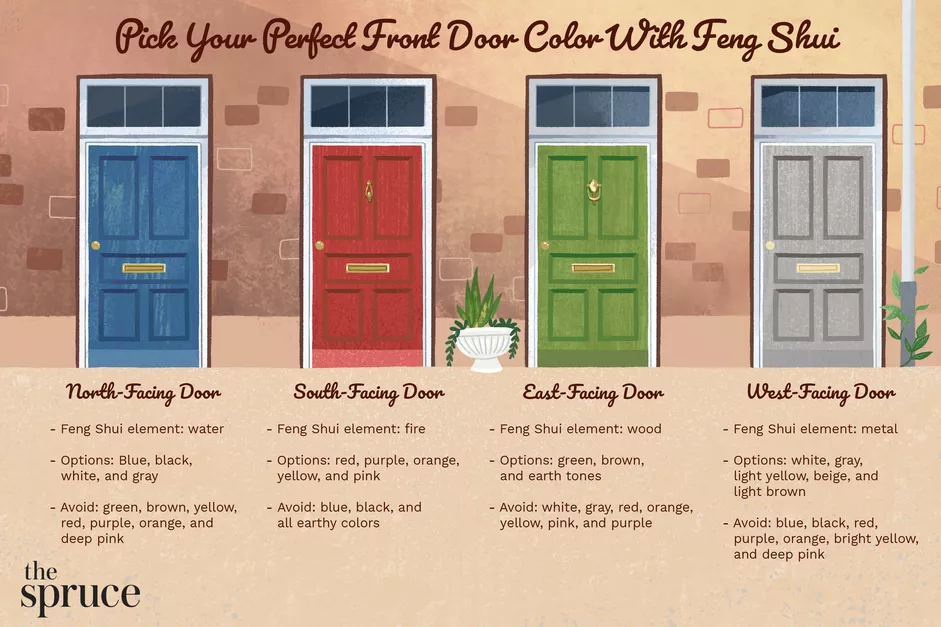 Pick Your Perfect Front Door Color With Feng Shui
North-Facing Door
- Feng Shui element: water
- Options: Blue, black,
white, and gray
- Avoid: green, brown, yellow,
red, purple, orange, and
deep pink
South-Facing Door
- Feng Shui element: fire
- Options: red, purple, orange,
yellow, and pink
- Avoid: blue, black, and
all earthy colors
East-Facing Door
- Feng Shui element: wood
- Options: green, brown,
and earth tones
- Avoid: white, gray, red, orange,
yellow, pink, and purple
West-Facing Door
- Feng Shui element: metal
- Options: white, gray,
light yellow, beige, and
light brown
- Avoid: blue, black, red,
purple, orange, bright yellow,
and deep pink
the
spruce